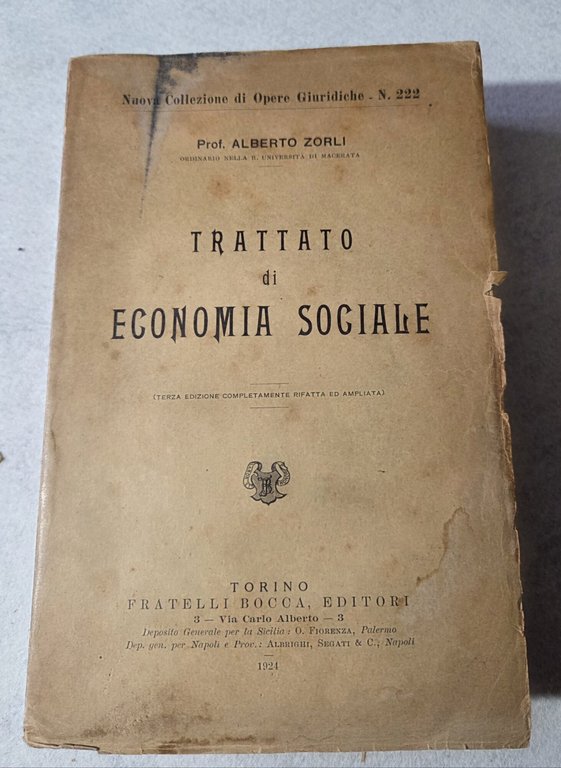 Nuova Collezione di Opere Giuridiche - N. 222
Prof. ALBERTO ZORLI
ORDINARIO NELLA R. UNIVERSITÀ DI MACERATA
TRATTATO
di
ECONOMIA SOCIALE
(TERZA EDIZIONE COMPLETAMENTE RIFATTA ED AMPLIATA)
TORINO
FRATELLI BOCCA, EDITORI
3 — Via Carlo Alberto — 3
Deposito Generale per la Sicilia: O. FIORENZA, Palermo
Dep. gen. per Napoli e Prov.: ALBRIGHI, SEGATI & C., Napoli
1924